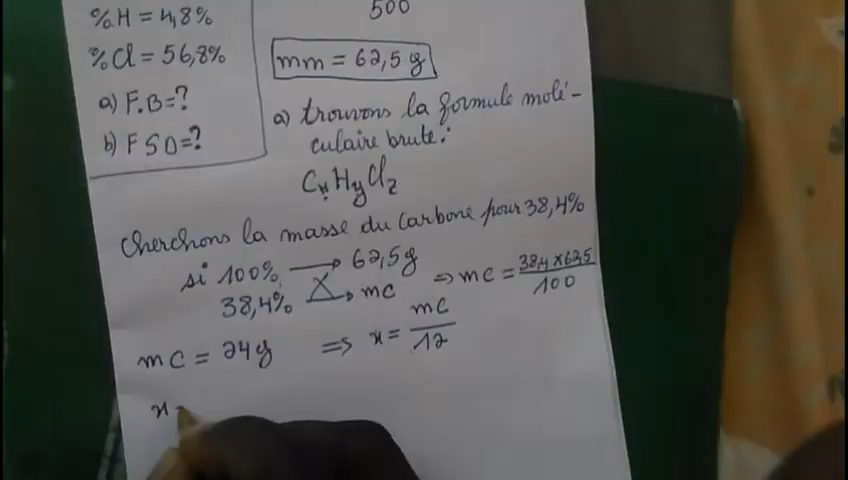 %H = 4,8%
%Cl = 56,8%
a) F.B=?
b) FSD=?
500
mm = 62,5 g
a) trouvons la formule molé-
culaire brute:
CxHyClz
Cherchons la masse du carbone pour 38,4%
si 100% → 62,5 g
38,4% → mC
⇒ mC = 38,4 x 62,5 / 100
mC = 24g ⇒ x = mC / 12
x =